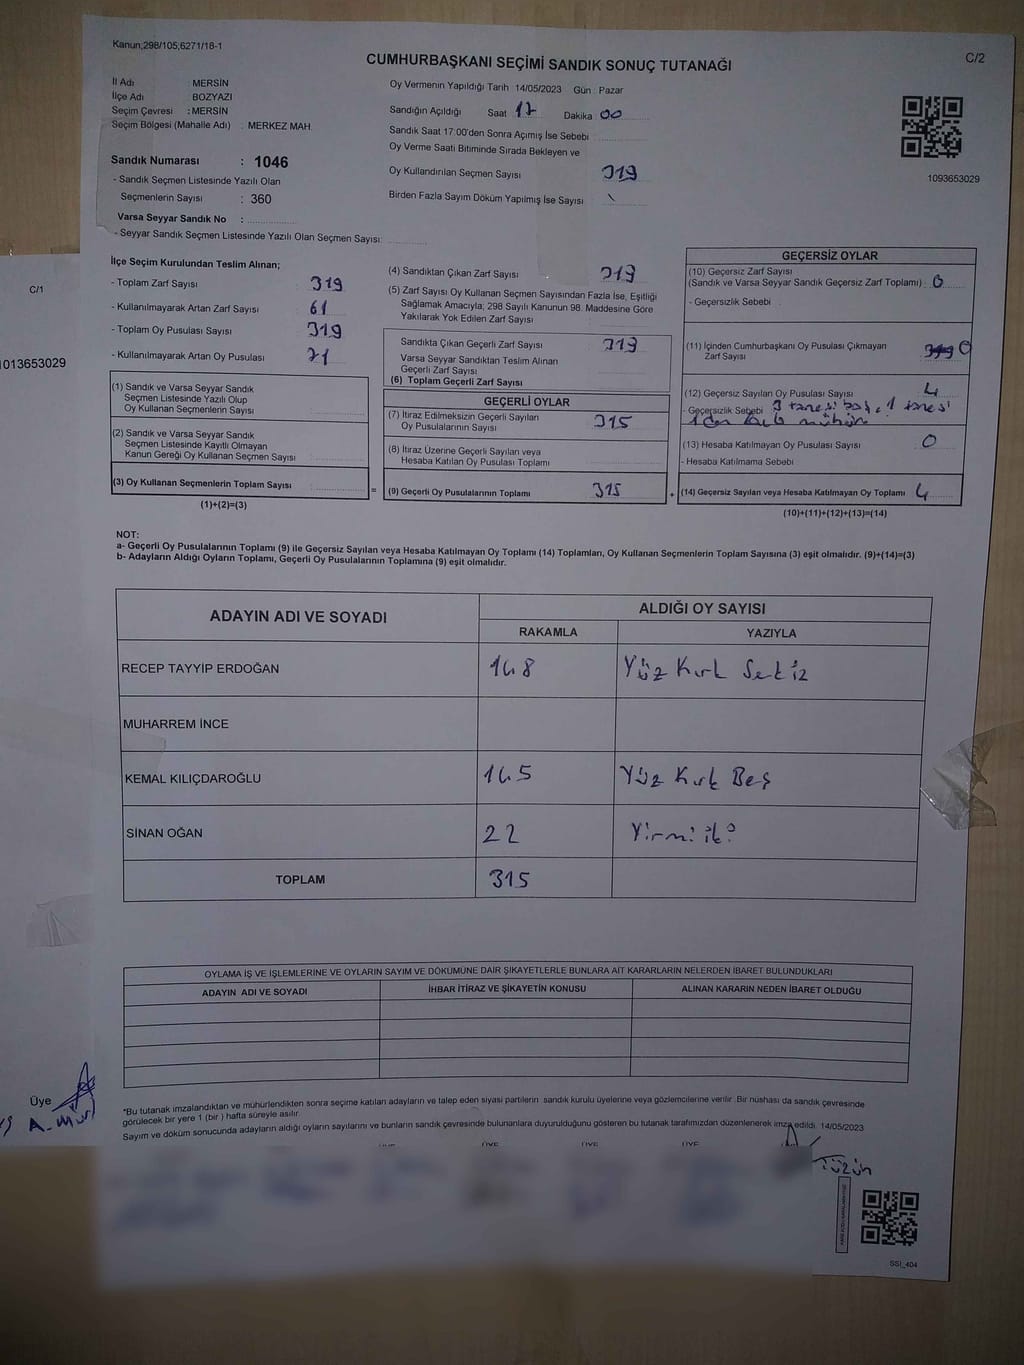 Kanun;298/105;6271/18-1
C/2
CUMHURBAŞKANI SEÇİMİ SANDIK SONUÇ TUTANAĞI
İl Adı : MERSİN
İlçe Adı : BOZYAZI
Seçim Çevresi : MERSİN
Seçim Bölgesi (Mahalle Adı) : MERKEZ MAH.
Sandık Numarası : 1046
- Sandık Seçmen Listesinde Yazılı Olan
Seçmenlerin Sayısı : 360
Varsa Seyyar Sandık No :
- Seyyar Sandık Seçmen Listesinde Yazılı Olan Seçmen Sayısı:
Oy Vermenin Yapıldığı Tarih 14/05/2023 Gün : Pazar
Sandığın Açıldığı Saat 17 Dakika 00
Sandık Saat 17:00'den Sonra Açımış İse Sebebi
Oy Verme Saati Bitiminde Sırada Bekleyen ve
Oy Kullandırılan Seçmen Sayısı 319
Birden Fazla Sayım Döküm Yapılmış İse Sayısı \
1093653029
İlçe Seçim Kurulundan Teslim Alınan;
- Toplam Zarf Sayısı : 319
- Kullanılmayarak Artan Zarf Sayısı : 61
- Toplam Oy Pusulası Sayısı : 319
- Kullanılmayarak Artan Oy Pusulası : 21
(1) Sandık ve Varsa Seyyar Sandık
Seçmen Listesinde Yazılı Olup
Oy Kullanan Seçmenlerin Sayısı
(2) Sandık ve Varsa Seyyar Sandık
Seçmen Listesinde Kayıtlı Olmayan
Kanun Gereği Oy Kullanan Seçmen Sayısı
(3) Oy Kullanan Seçmenlerin Toplam Sayısı
=
(1)+(2)=(3)
(4) Sandıktan Çıkan Zarf Sayısı 319
(5) Zarf Sayısı Oy Kullanan Seçmen Sayısından Fazla İse, Eşitliği
Sağlamak Amacıyla; 298 Sayılı Kanunun 98. Maddesine Göre
Yakılarak Yok Edilen Zarf Sayısı
Sandıkta Çıkan Geçerli Zarf Sayısı 319
Varsa Seyyar Sandıktan Teslim Alınan
Geçerli Zarf Sayısı
(6) Toplam Geçerli Zarf Sayısı
GEÇERLİ OYLAR
(7) İtiraz Edilmeksizin Geçerli Sayılan
Oy Pusulalarının Sayısı 315
(8) İtiraz Üzerine Geçerli Sayılan veya
Hesaba Katılan Oy Pusulası Toplamı
(9) Geçerli Oy Pusulalarının Toplamı 315
+
GEÇERSİZ OYLAR
(10) Geçersiz Zarf Sayısı
(Sandık ve Varsa Seyyar Sandık Geçersiz Zarf Toplamı) : 0
- Geçersizlik Sebebi :
(11) İçinden Cumhurbaşkanı Oy Pusulası Çıkmayan
Zarf Sayısı 0
(12) Geçersiz Sayılan Oy Pusulası Sayısı 4
- Geçersizlik Sebebi 3 tanesi boş, 1 tanesi
1 den mühür
(13) Hesaba Katılmayan Oy Pusulası Sayısı 0
- Hesaba Katılmama Sebebi
(14) Geçersiz Sayılan veya Hesaba Katılmayan Oy Toplamı 4
(10)+(11)+(12)+(13)=(14)
NOT:
a- Geçerli Oy Pusulalarının Toplamı (9) ile Geçersiz Sayılan veya Hesaba Katılmayan Oy Toplamı (14) Toplamları, Oy Kullanan Seçmenlerin Toplam Sayısına (3) eşit olmalıdır. (9)+(14)=(3)
b- Adayların Aldığı Oyların Toplamı, Geçerli Oy Pusulalarının Toplamına (9) eşit olmalıdır.
ADAYIN ADI VE SOYADI ALDIĞI OY SAYISI
RAKAMLA YAZIYLA
RECEP TAYYİP ERDOĞAN 148 Yüz Kırk Sekiz
MUHARREM İNCE
KEMAL KILIÇDAROĞLU 145 Yüz Kırk Beş
SİNAN OĞAN 22 Yirmi iki
TOPLAM 315
OYLAMA İŞ VE İŞLEMLERİNE VE OYLARIN SAYIM VE DÖKÜMÜNE DAİR ŞİKAYETLERLE BUNLARA AİT KARARLARIN NELERDEN İBARET BULUNDUKLARI
ADAYIN ADI VE SOYADI İHBAR İTİRAZ VE ŞİKAYETİN KONUSU ALINAN KARARIN NEDEN İBARET OLDUĞU
*Bu tutanak imzalandıktan ve mühürlendikten sonra seçime katılan adayların ve talep eden siyasi partilerin sandık kurulu üyelerine veya gözlemcilerine verilir. Bir nüshası da sandık çevresinde
görülecek bir yere 1 (bir) hafta süreyle asılır.
Sayım ve döküm sonucunda adayların aldığı oyların sayılarını ve bunların sandık çevresinde bulunanlara duyurulduğunu gösteren bu tutanak tarafımızdan düzenlenerek imza edildi. 14/05/2023
ÜYE ÜYE ÜYE
Tüzün
SSI_404
C/1
1013653029
Üye